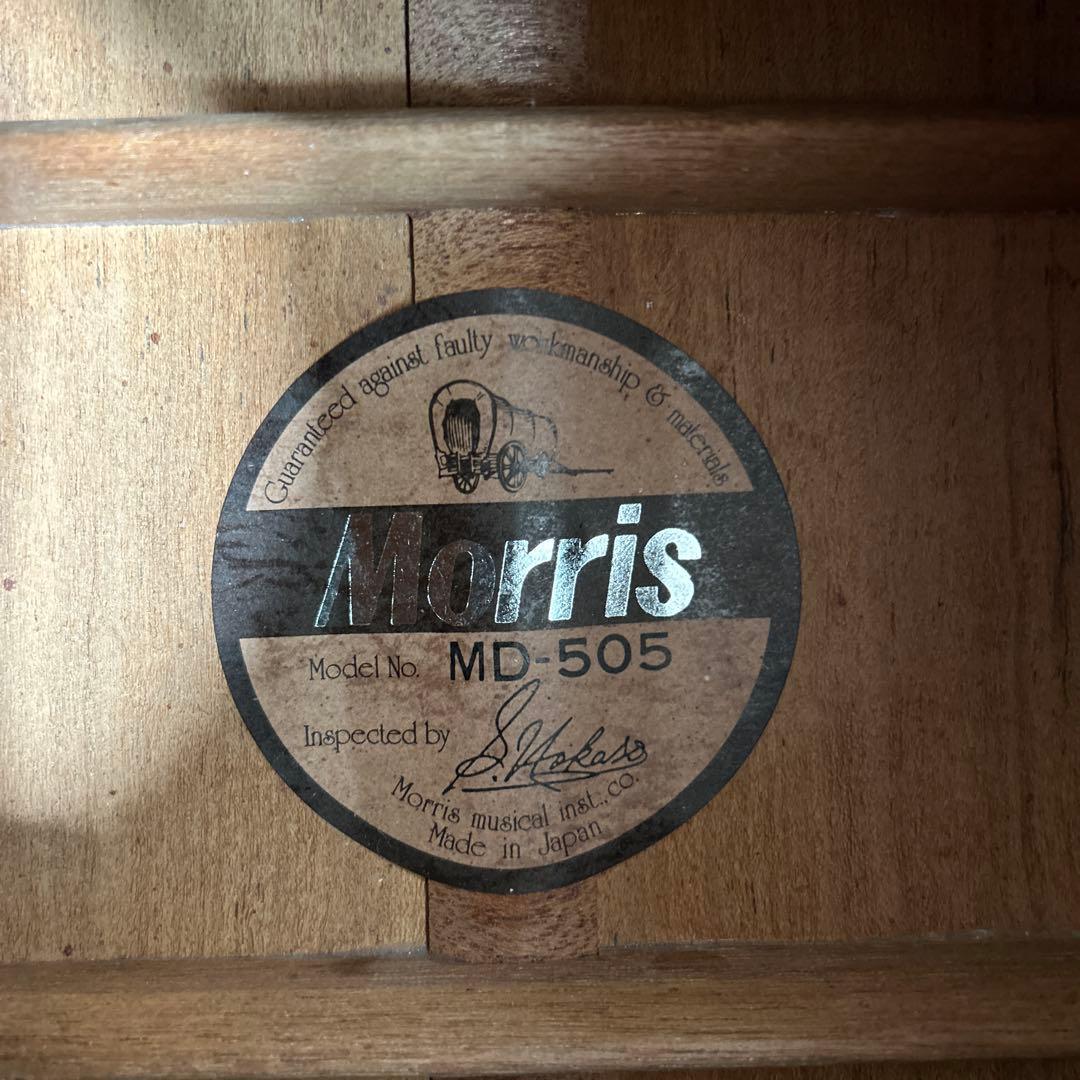 Guaranteed against faulty workmanship, & materials
Morris
Model No. MD-505
Inspected by
Morris musical inst., co.
Made in Japan